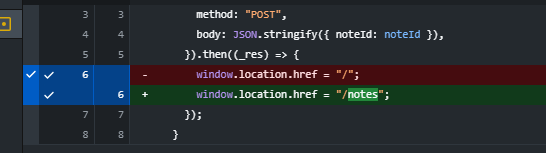 3 3 method: "POST",
4 4 body: JSON.stringify({ noteId: noteId }),
5 5 }).then((_res) => {
6 - window.location.href = "/";
6 + window.location.href = "/notes";
7 7 });
8 8 }